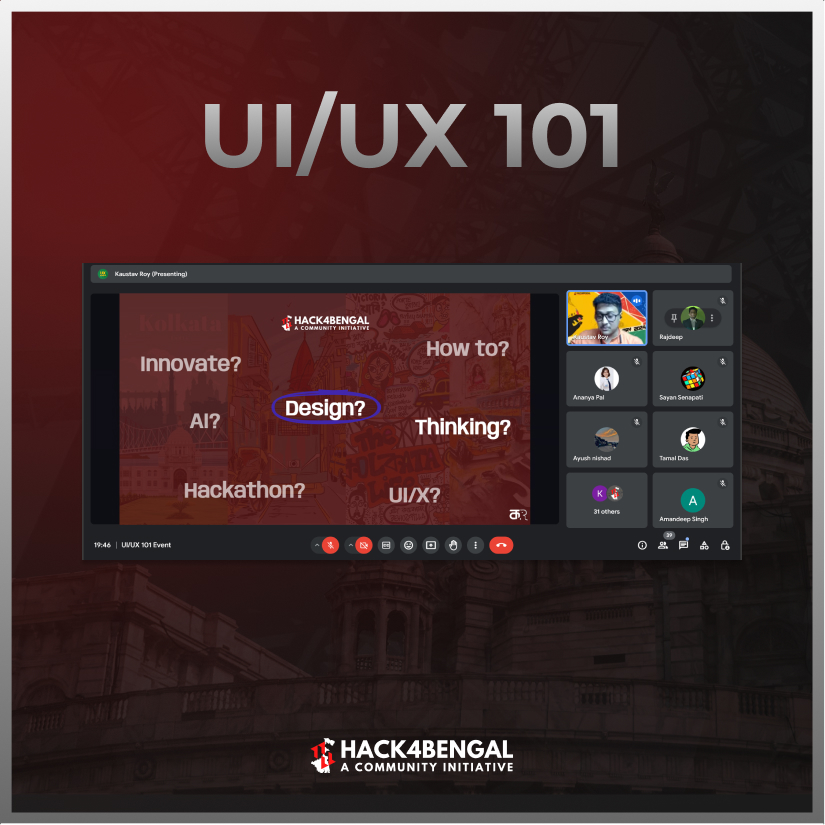 UI/UX 101
Kaustav Roy (Presenting)
HACK4BENGAL
A COMMUNITY INITIATIVE
How to?
Innovate?
Design?
AI?
Thinking?
Hackathon?
UI/X?
Kaustav Roy
Rajdeep
Ananya Pal
Sayan Senapati
Ayush nishad
Tamal Das
K
31 others
A
Amandeep Singh
19:46 | UI/UX 101 Event
39
HACK4BENGAL
A COMMUNITY INITIATIVE